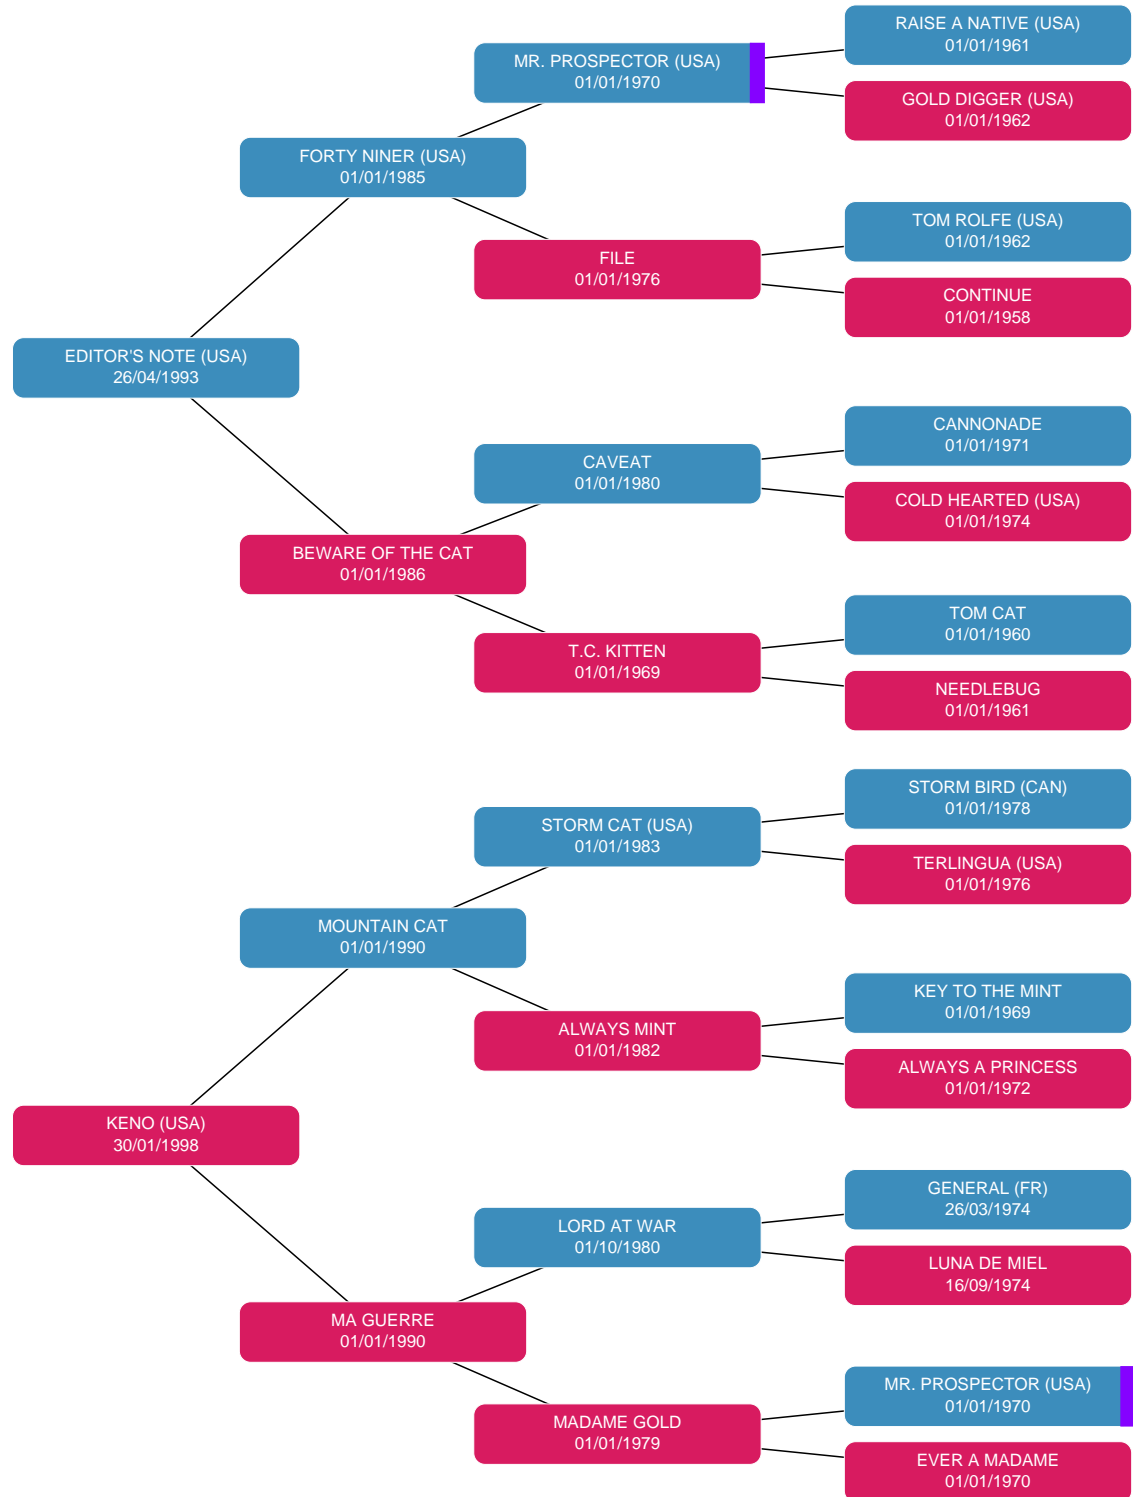 RAISE A NATIVE (USA)
01/01/1961
MR. PROSPECTOR (USA)
01/01/1970
GOLD DIGGER (USA)
01/01/1962
FORTY NINER (USA)
01/01/1985
TOM ROLFE (USA)
01/01/1962
FILE
01/01/1976
CONTINUE
01/01/1958
EDITOR'S NOTE (USA)
26/04/1993
CANNONADE
01/01/1971
CAVEAT
01/01/1980
COLD HEARTED (USA)
01/01/1974
BEWARE OF THE CAT
01/01/1986
TOM CAT
01/01/1960
T.C. KITTEN
01/01/1969
NEEDLEBUG
01/01/1961
STORM BIRD (CAN)
01/01/1978
STORM CAT (USA)
01/01/1983
TERLINGUA (USA)
01/01/1976
MOUNTAIN CAT
01/01/1990
KEY TO THE MINT
01/01/1969
ALWAYS MINT
01/01/1982
ALWAYS A PRINCESS
01/01/1972
KENO (USA)
30/01/1998
GENERAL (FR)
26/03/1974
LORD AT WAR
01/10/1980
LUNA DE MIEL
16/09/1974
MA GUERRE
01/01/1990
MR. PROSPECTOR (USA)
01/01/1970
MADAME GOLD
01/01/1979
EVER A MADAME
01/01/1970